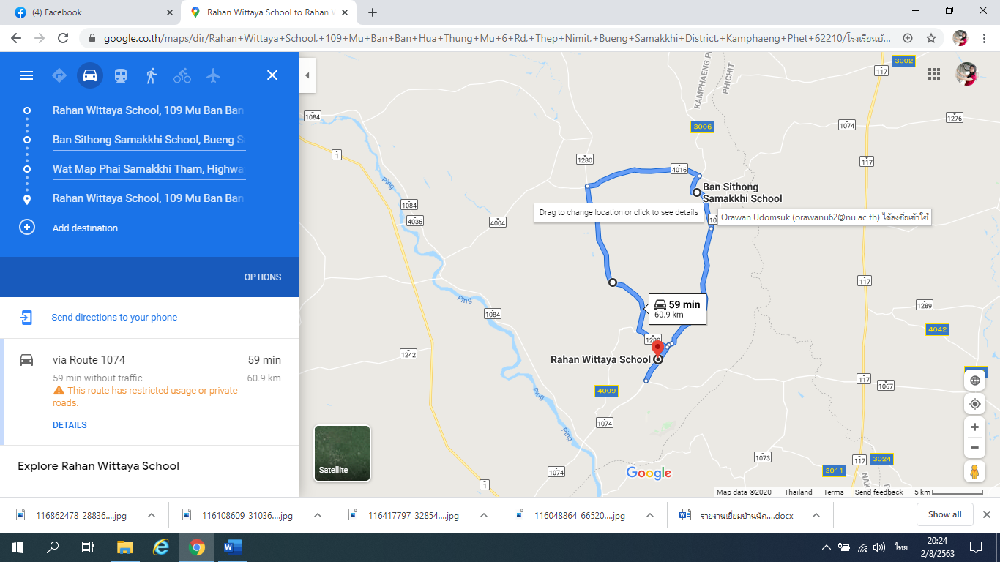 (4) Facebook
Rahan Wittaya School to Rahan W
google.co.th/maps/dir/Rahan+Wittaya+School,+109+Mu+Ban+Ban+Hua+Thung+Mu+6+Rd,+Thep+Nimit,+Bueng+Samakkhi+District,+Kamphaeng+Phet+62210/โรงเรียนบ้...
Rahan Wittaya School, 109 Mu Ban Ban
Ban Sithong Samakkhi School, Bueng S
Wat Map Phai Samakkhi Tham, Highwa
Rahan Wittaya School, 109 Mu Ban Ban
Add destination
OPTIONS
Send directions to your phone
via Route 1074
59 min
59 min without traffic
60.9 km
This route has restricted usage or private
roads.
DETAILS
Explore Rahan Wittaya School
3002
117
KAMPHAENG P
PHICHIT
1084
1276
1074
3006
1
1280
117
4016
Ping
Ban Sithong
Samakkhi School
1084
Drag to change location or click to see details
Orawan Udomsuk (orawanu62@nu.ac.th) ได้ลงชื่อเข้าใช้
4036
4004
117
Ping
59 min
60.9 km
1289
1084
4042
1280
1242
Rahan Wittaya School
117
1067
4009
Ping
1074
Ping
1073
117
3024
3011
1074
1
NAK
Satellite
Google
Map data ©2020
Thailand
Terms
Send feedback
5 km
116862478_28836....jpg
116108609_31036....jpg
116417797_32854....jpg
116048864_66520....jpg
รายงานเยี่ยมบ้านนัก....docx
Show all
ไทย
20:24
2/8/2563